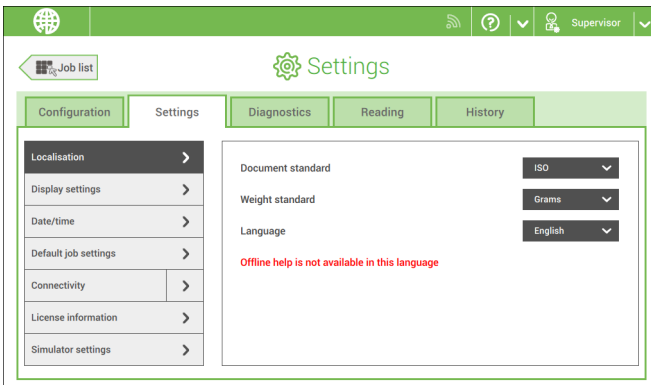 Supervisor
Job list
Settings
Configuration
Settings
Diagnostics
Reading
History
Localisation
Display settings
Date/time
Default job settings
Connectivity
License information
Simulator settings
Document standard
ISO
Weight standard
Grams
Language
English
Offline help is not available in this language